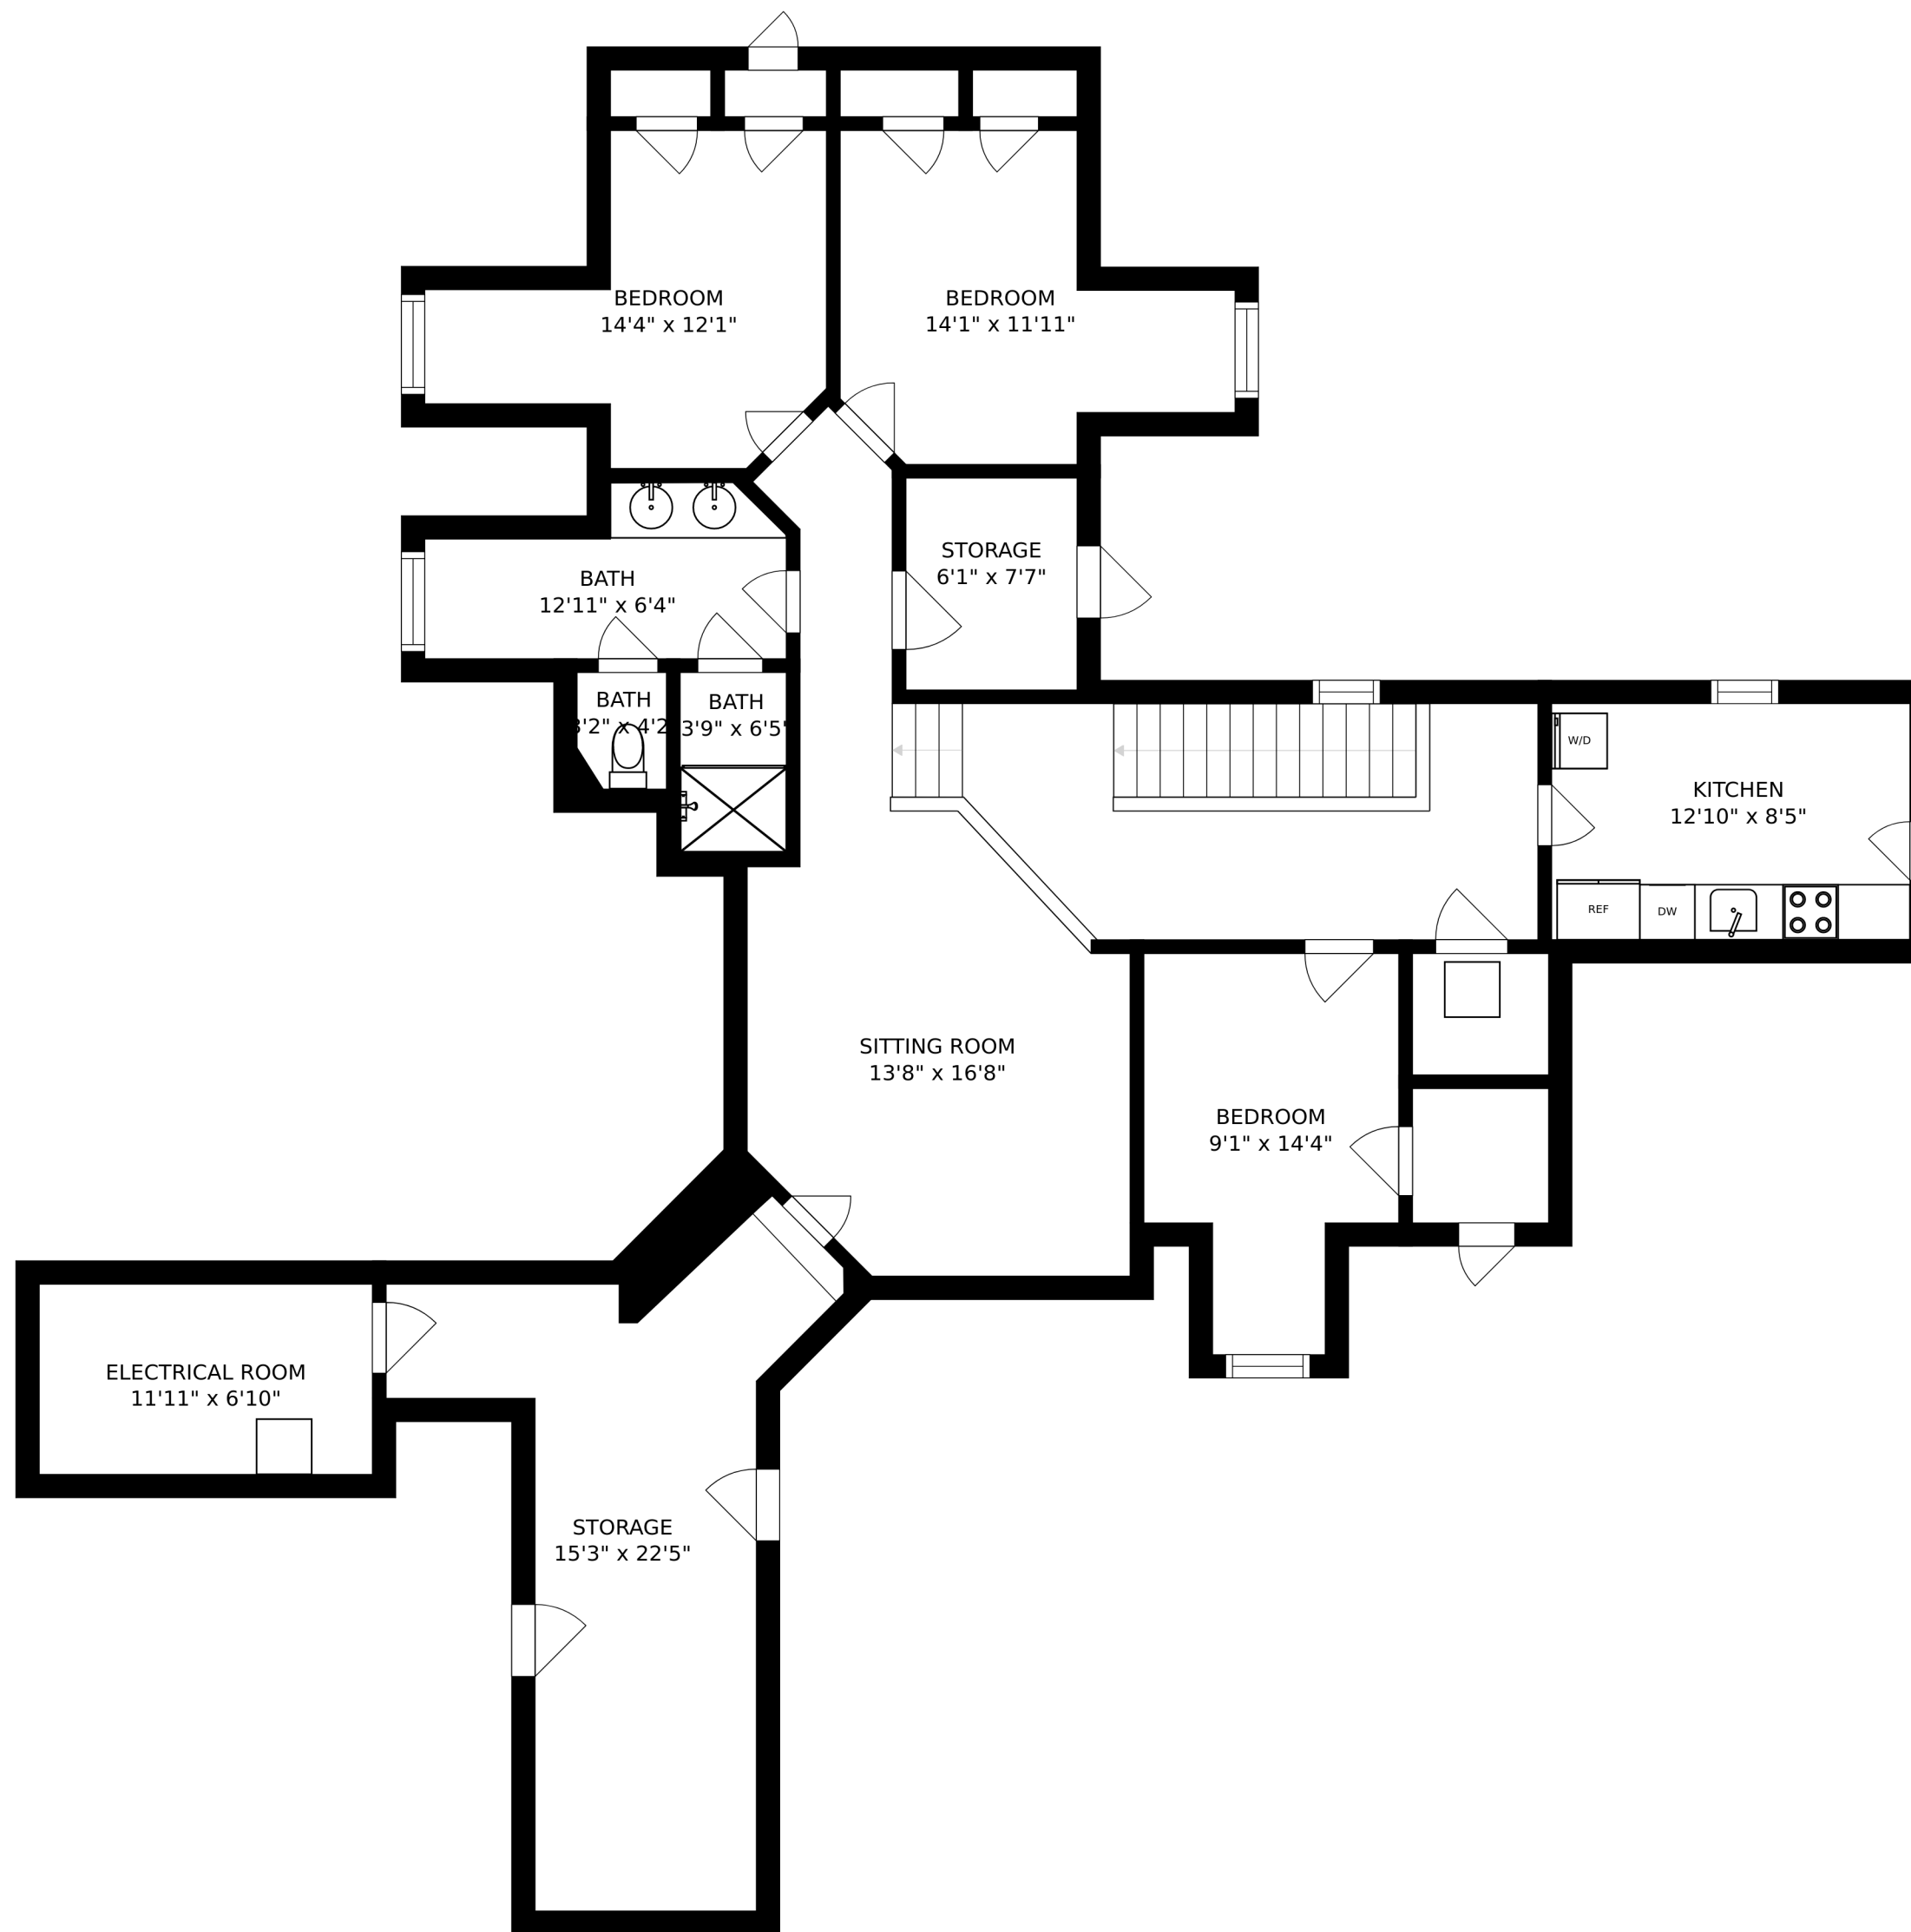 BEDROOM
14'4" x 12'1"
BEDROOM
14'1" x 11'11"
STORAGE
6'1" x 7'7"
BATH
12'11" x 6'4"
BATH
BATH
3'9" x 6'5"
W/D
KITCHEN
12'10" x 8'5"
REF
DW
SITTING ROOM
13'8" x 16'8"
BEDROOM
9'1" x 14'4"
ELECTRICAL ROOM
11'11" x 6'10"
STORAGE
15'3" x 22'5"